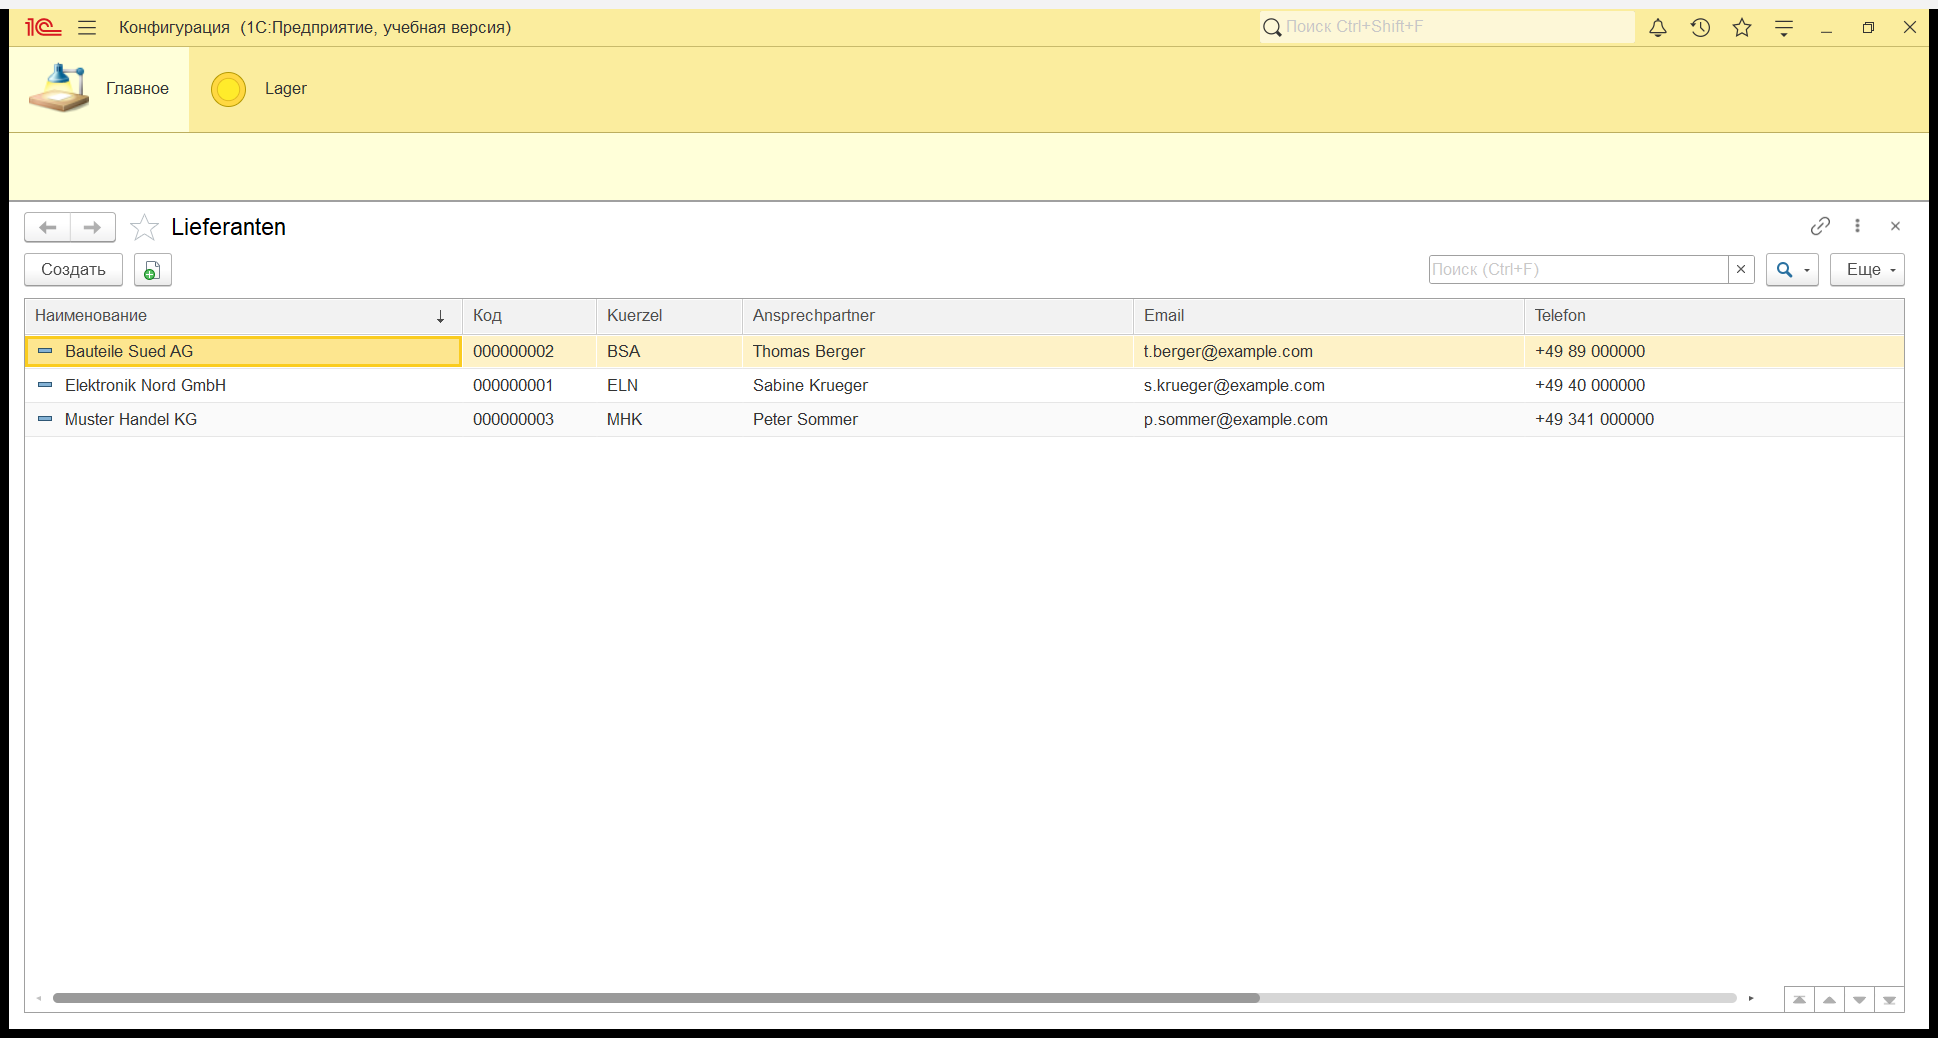 1С Конфигурация (1С:Предприятие, учебная версия) Поиск Ctrl+Shift+F
Главное Lager
Lieferanten
Создать Поиск (Ctrl+F) Еще
Наименование Код Kuerzel Ansprechpartner Email Telefon
Bauteile Sued AG 000000002 BSA Thomas Berger t.berger@example.com +49 89 000000
Elektronik Nord GmbH 000000001 ELN Sabine Krueger s.krueger@example.com +49 40 000000
Muster Handel KG 000000003 MHK Peter Sommer p.sommer@example.com +49 341 000000